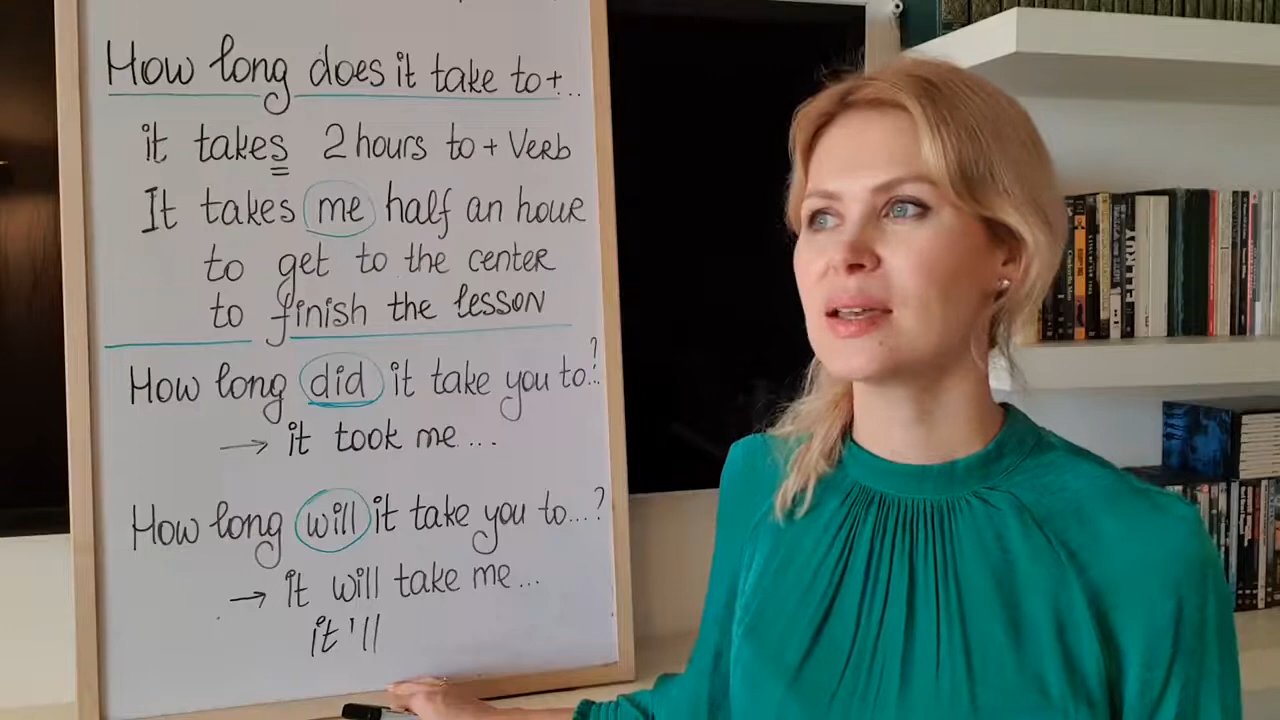 How long does it take to+...
it takes 2 hours to + Verb
It takes me half an hour
to get to the center
to finish the lesson
How long did it take you to...?
→ it took me...
How long will it take you to...?
→ it will take me...
it'll